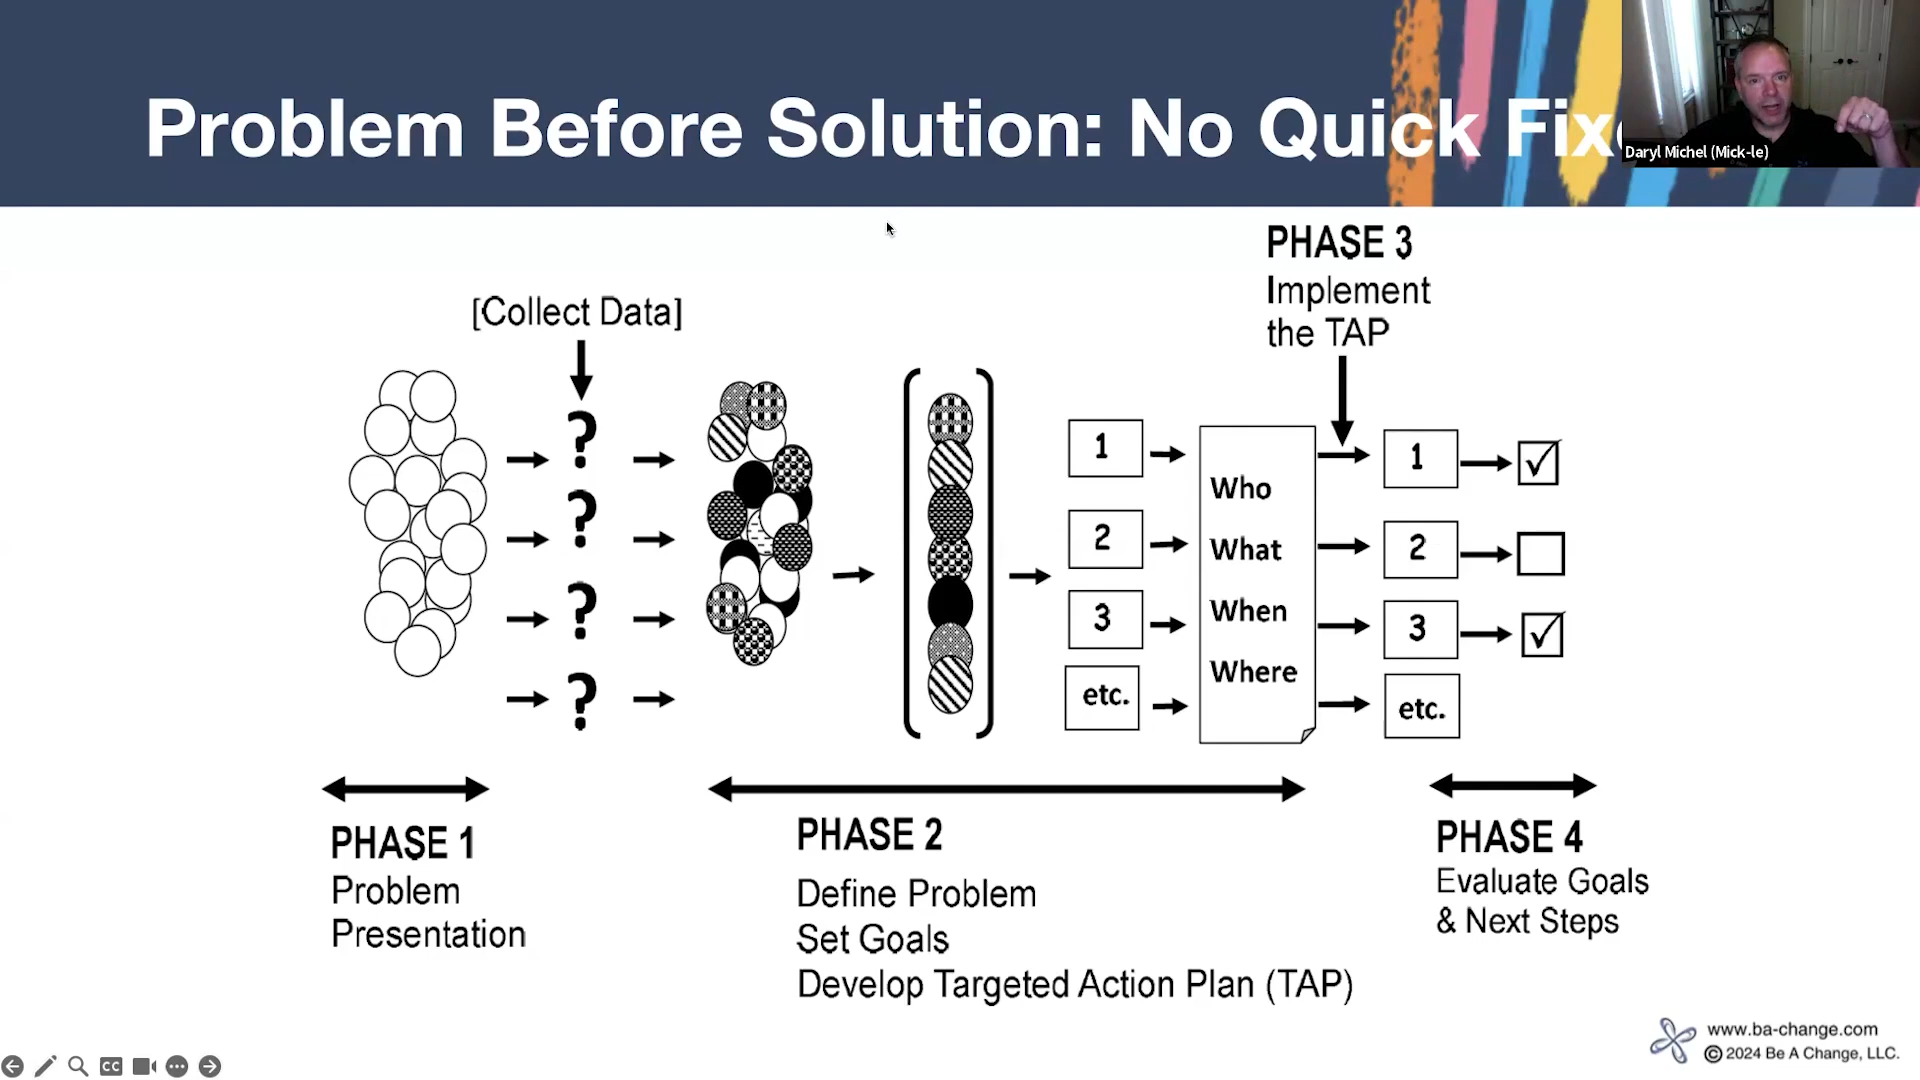 Problem Before Solution: No Quick Fix
Daryl Michel (Mick-le)
PHASE 3
Implement
the TAP
[Collect Data]
?
?
?
?
1
2
3
etc.
Who
What
When
Where
1
2
3
etc.
PHASE 1
Problem
Presentation
PHASE 2
Define Problem
Set Goals
Develop Targeted Action Plan (TAP)
PHASE 4
Evaluate Goals
& Next Steps
www.ba-change.com
© 2024 Be A Change, LLC.
CC